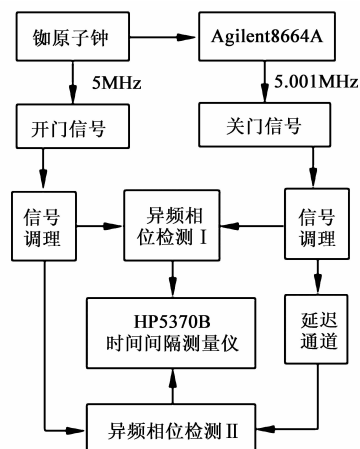 铷原子钟
Agilent8664A
5MHz
5.001MHz
开门信号
关门信号
信号
调理
异频相
位检测Ⅰ
信号
调理
HP5370B
时间间隔测量仪
延迟
通道
异频相位检测Ⅱ